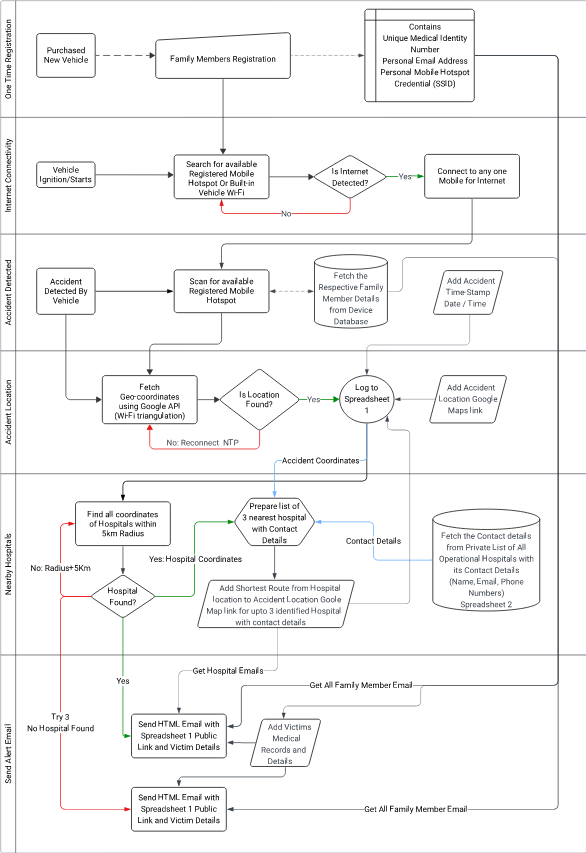 One Time Registration
Purchased
New Vehicle
Family Members Registration
Contains
Unique Medical Identity
Number
Personal Email Address
Personal Mobile Hotspot
Credential (SSID)
Internet Connectivity
Vehicle
Ignition/Starts
Search for available
Registered Mobile
Hotspot Or Built-in
Vehicle Wi-Fi
Is Internet
Detected?
Yes
No
Connect to any one
Mobile for Internet
Accident Detected
Accident
Detected By
Vehicle
Scan for available
Registered Mobile
Hotspot
Fetch the
Respective Family
Member Details
from Device
Database
Add Accident
Time-Stamp
Date / Time
Accident Location
Fetch
Geo-coordinates
using Google API
(Wi-Fi triangulation)
Is Location
Found?
Yes
No: Reconnect NTP
Log to
Spreadsheet
1
Add Accident
Location Google
Maps link
Accident Coordinates
Nearby Hospitals
Find all coordinates
of Hospitals within
5km Radius
Prepare list of
3 nearest hospital
with Contact
Details
Contact Details
Fetch the Contact details
from Private List of All
Operational Hospitals with
its Contact Details
(Name, Email, Phone
Numbers)
Spreadsheet 2
No: Radius+5Km
Yes: Hospital Coordinates
Hospital
Found?
Add Shortest Route from Hospital
location to Accident Location Goole
Map link for upto 3 identified Hospital
with contact details
Send Alert Email
Get Hospital Emails
Yes
Get All Family Member Email
Try 3
No Hospital Found
Send HTML Email with
Spreadsheet 1 Public
Link and Victim Details
Add Victims
Medical
Records and
Details
Send HTML Email with
Spreadsheet 1 Public
Link and Victim Details
Get All Family Member Email